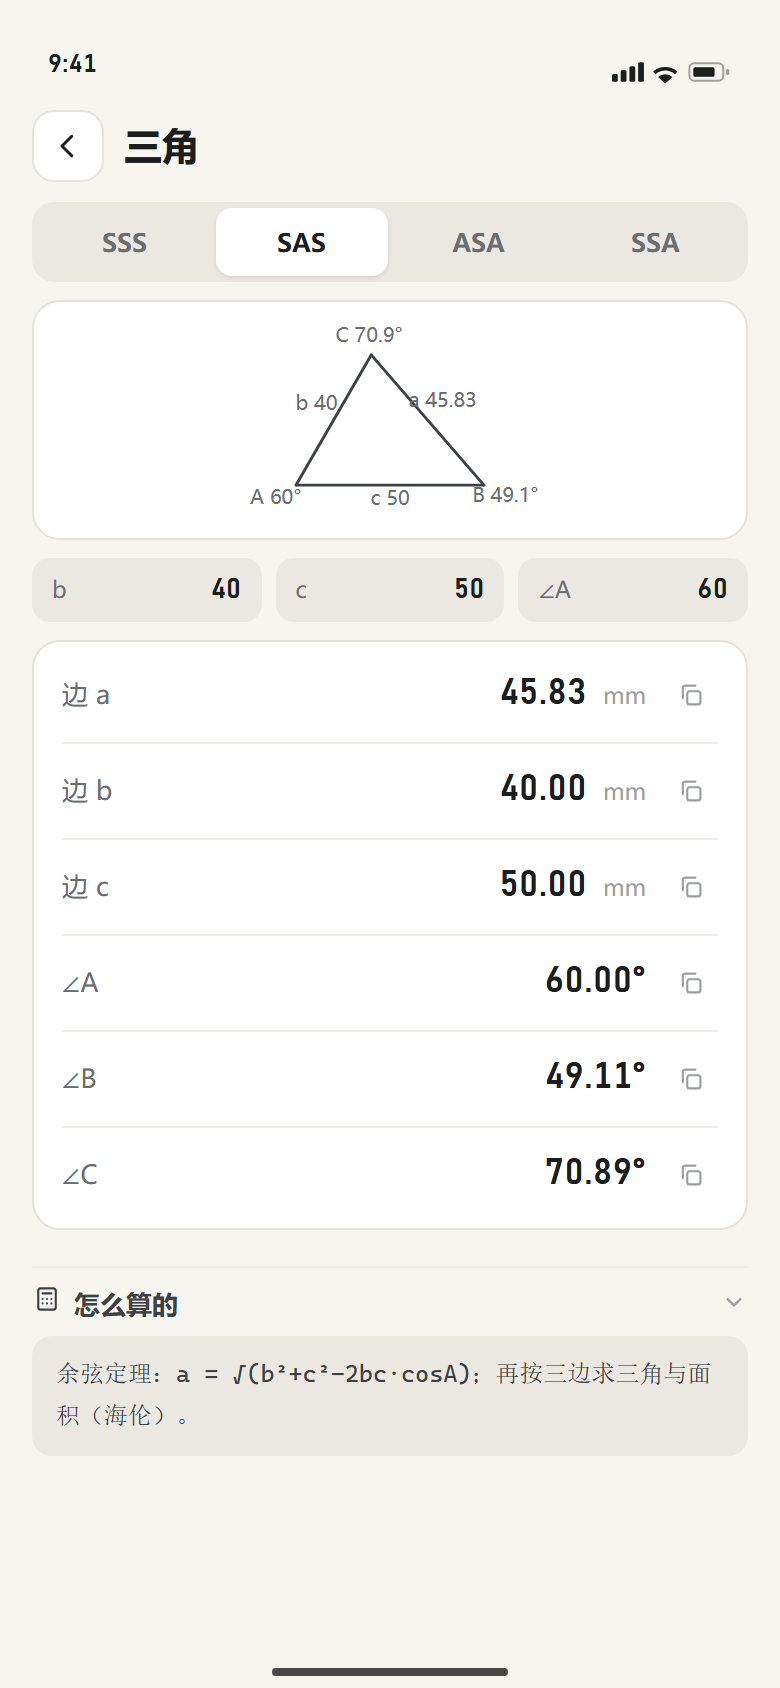 9:41
三角
SSS
SAS
ASA
SSA
C 70.9°
b 40
a 45.83
A 60°
c 50
B 49.1°
b 40
c 50
∠A 60
边 a 45.83 mm
边 b 40.00 mm
边 c 50.00 mm
∠A 60.00°
∠B 49.11°
∠C 70.89°
怎么算的
余弦定理：a = √(b²+c²−2bc·cosA)；再按三边求三角与面
积（海伦）。